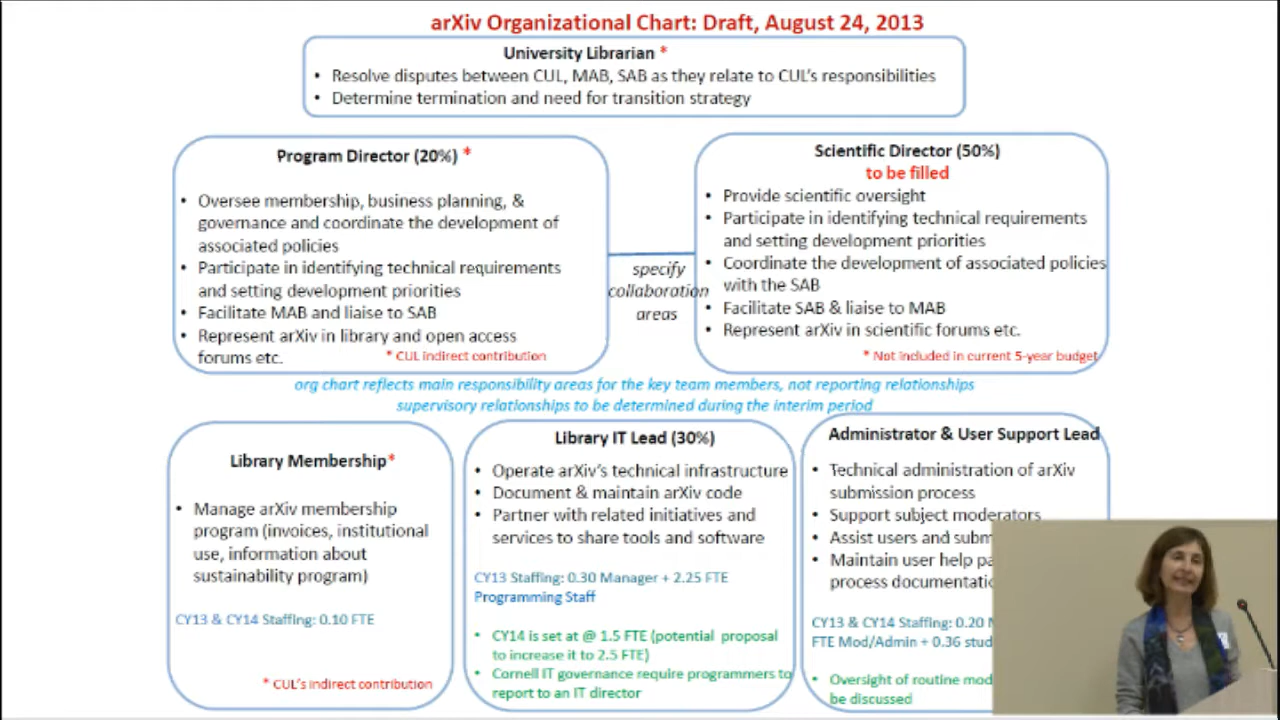 arXiv Organizational Chart: Draft, August 24, 2013
University Librarian *
• Resolve disputes between CUL, MAB, SAB as they relate to CUL's responsibilities
• Determine termination and need for transition strategy
Program Director (20%) *
• Oversee membership, business planning, &
governance and coordinate the development of
associated policies
• Participate in identifying technical requirements
and setting development priorities
• Facilitate MAB and liaise to SAB
• Represent arXiv in library and open access
forums etc.
* CUL indirect contribution
specify
collaboration
areas
Scientific Director (50%)
to be filled
• Provide scientific oversight
• Participate in identifying technical requirements
and setting development priorities
• Coordinate the development of associated policies
with the SAB
• Facilitate SAB & liaise to MAB
• Represent arXiv in scientific forums etc.
* Not included in current 5-year budget
org chart reflects main responsibility areas for the key team members, not reporting relationships
supervisory relationships to be determined during the interim period
Library Membership*
• Manage arXiv membership
program (invoices, institutional
use, information about
sustainability program)
CY13 & CY14 Staffing: 0.10 FTE
* CUL's indirect contribution
Library IT Lead (30%)
• Operate arXiv's technical infrastructure
• Document & maintain arXiv code
• Partner with related initiatives and
services to share tools and software
CY13 Staffing: 0.30 Manager + 2.25 FTE
Programming Staff
• CY14 is set at @ 1.5 FTE (potential proposal
to increase it to 2.5 FTE)
• Cornell IT governance require programmers to
report to an IT director
Administrator & User Support Lead
• Technical administration of arXiv
submission process
• Support subject moderators
• Assist users and
• Maintain user help
process
CY13 & CY14 Staffing: 0.20
FTE Mod/Admin + 0.36
• Oversight of routine
be discussed